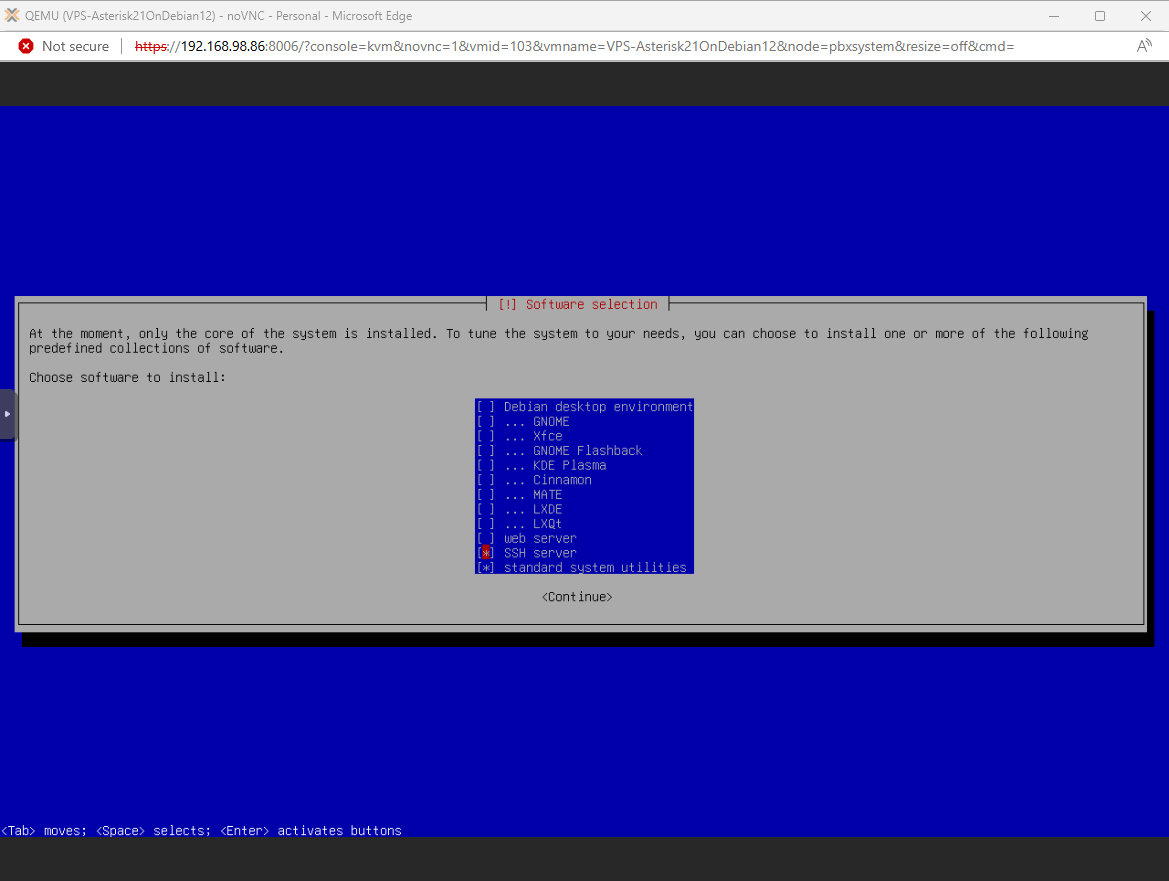 QEMU (VPS-Asterisk21OnDebian12) - noVNC - Personal - Microsoft Edge
Not secure | https://192.168.98.86:8006/?console=kvm&novnc=1&vmid=103&vmname=VPS-Asterisk21OnDebian12&node=pbxsystem&resize=off&cmd=
[!] Software selection
At the moment, only the core of the system is installed. To tune the system to your needs, you can choose to install one or more of the following
predefined collections of software.
Choose software to install:
[ ] Debian desktop environment
[ ] ... GNOME
[ ] ... Xfce
[ ] ... GNOME Flashback
[ ] ... KDE Plasma
[ ] ... Cinnamon
[ ] ... MATE
[ ] ... LXDE
[ ] ... LXQt
[ ] web server
[*] SSH server
[*] standard system utilities
<Continue>
<Tab> moves; <Space> selects; <Enter> activates buttons